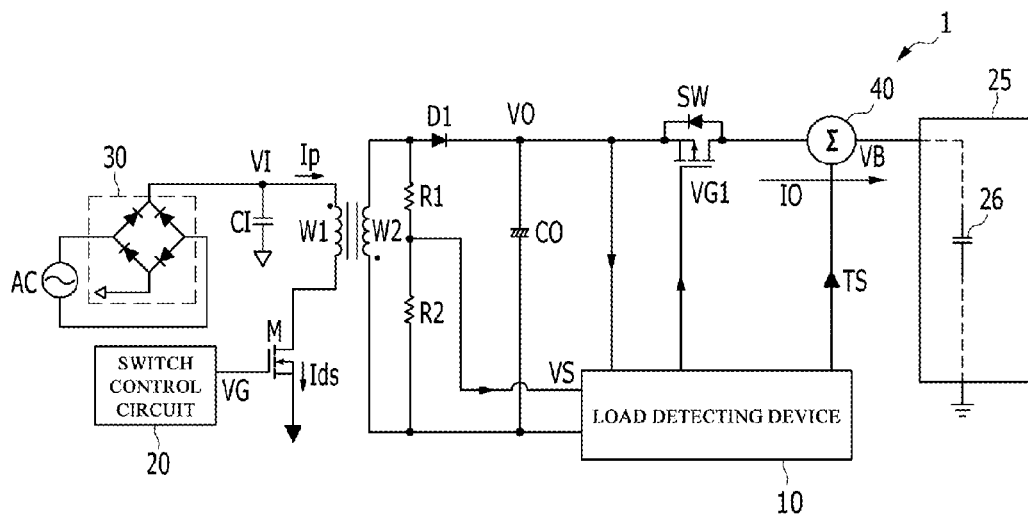 1
30
VI
Ip
D1
VO
SW
40
25
Σ
VB
VG1
IO
26
CI
W1
W2
R1
CO
AC
R2
TS
M
SWITCH
CONTROL
CIRCUIT
VG
Ids
VS
LOAD DETECTING DEVICE
20
10